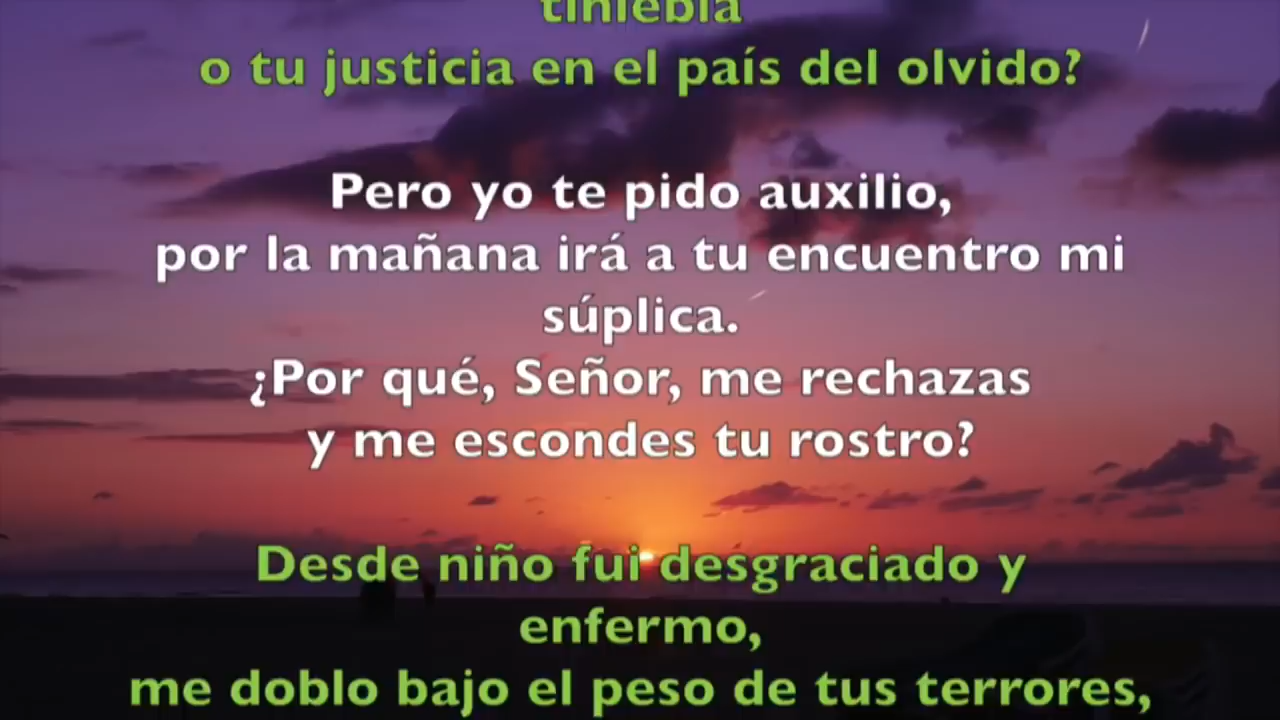 tiniebla
o tu justicia en el país del olvido?
Pero yo te pido auxilio,
por la mañana irá a tu encuentro mi
súplica.
¿Por qué, Señor, me rechazas
y me escondes tu rostro?
Desde niño fui desgraciado y
enfermo,
me doblo bajo el peso de tus terrores,